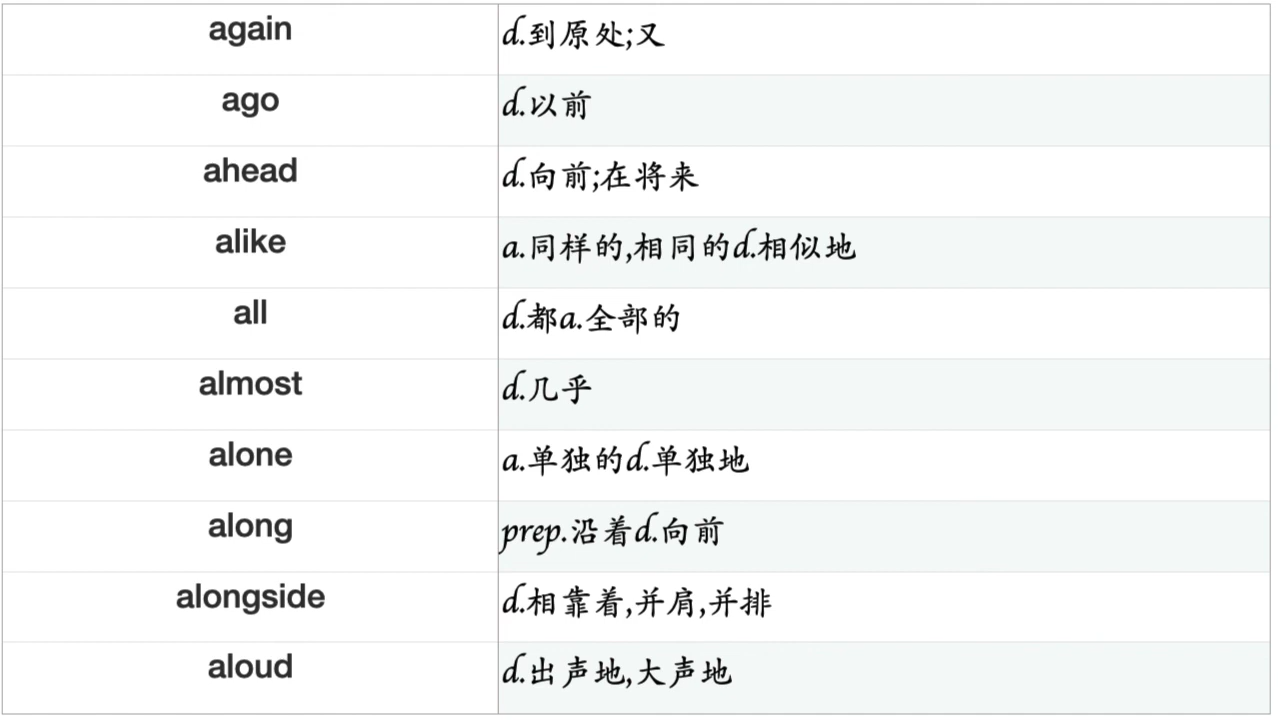 again d.到原处;又
ago d.以前
ahead d.向前;在将来
alike a.同样的,相同的d.相似地
all d.都a.全部的
almost d.几乎
alone a.单独的d.单独地
along prep.沿着d.向前
alongside d.相靠着,并肩,并排
aloud d.出声地,大声地